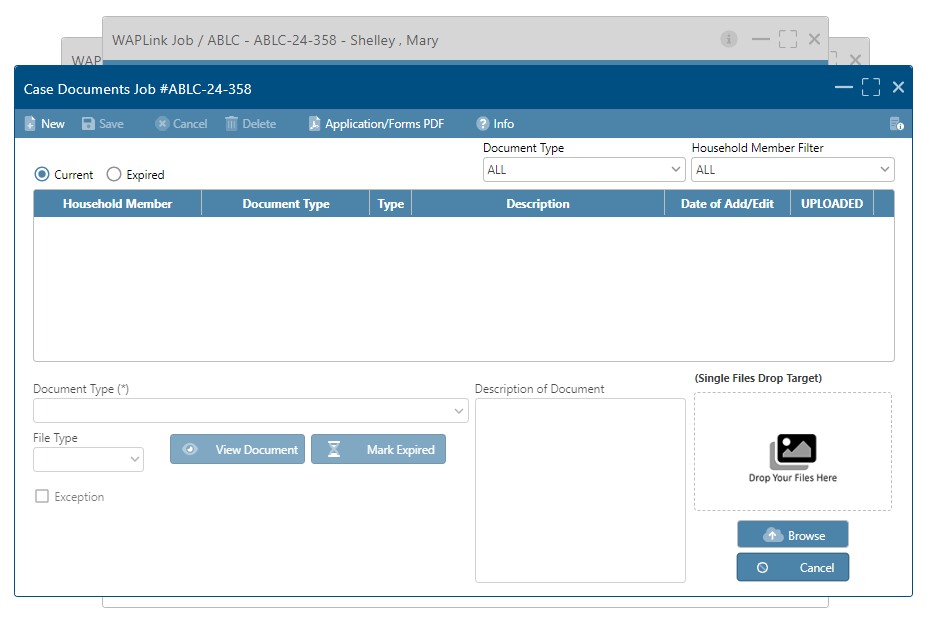 WAPLink Job / ABLC - ABLC-24-358 - Shelley , Mary
WAP
Case Documents Job #ABLC-24-358
New Save Cancel Delete Application/Forms PDF Info
Document Type Household Member Filter
Current Expired ALL ALL
Household Member Document Type Type Description Date of Add/Edit UPLOADED
Document Type (*) Description of Document (Single Files Drop Target)
File Type
View Document Mark Expired
Drop Your Files Here
Exception
Browse
Cancel